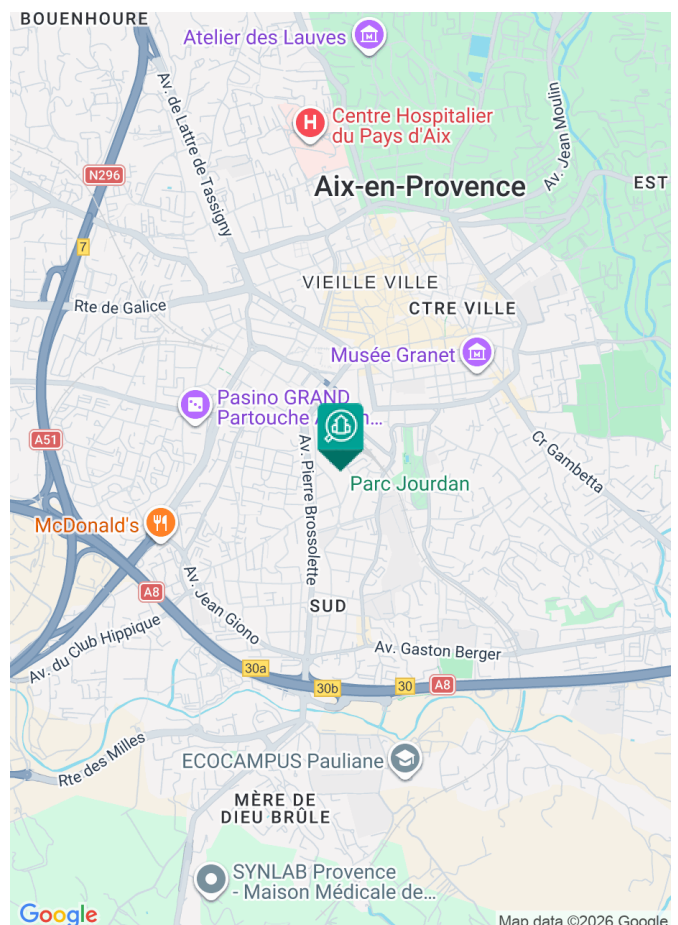 BOUENHOURE
Atelier des Lauves
Av. de Lattre de Tassigny
H
Centre Hospitalier
du Pays d'Aix
Av. Jean Moulin
N296
Aix-en-Provence
EST
7
VIEILLE VILLE
Rte de Galice
CTRE VILLE
Musée Granet
Pasino GRAND
Partouche A
n...
A51
Av. Pierre Brossolette
Cr Gambetta
Parc Jourdan
McDonald's
A8
Av. Jean Giono
SUD
Av. du Club Hippique
Av. Gaston Berger
30a
30b
30
A8
Rte des Milles
ECOCAMPUS Pauliane
MÈRE DE
DIEU BRÛLE
SYNLAB Provence
- Maison Médicale de...
Google
Map data ©2026 Google